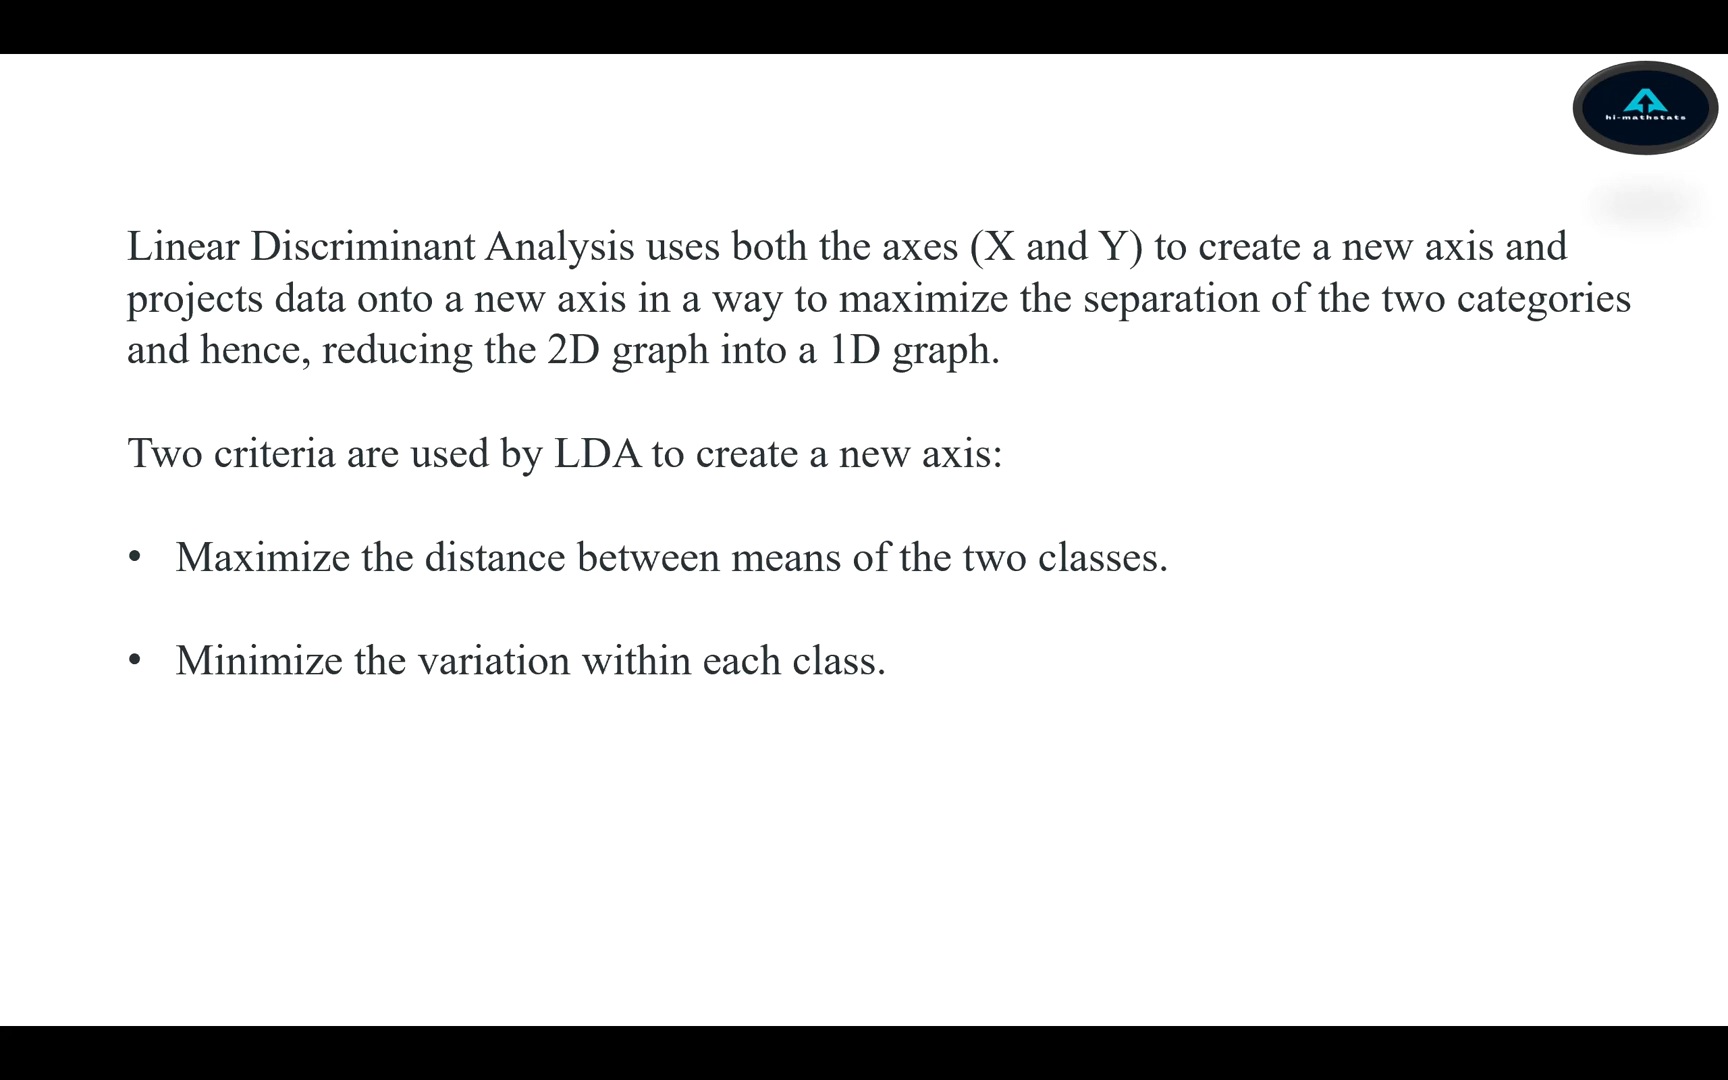 hi-mathstats
Linear Discriminant Analysis uses both the axes (X and Y) to create a new axis and
projects data onto a new axis in a way to maximize the separation of the two categories
and hence, reducing the 2D graph into a 1D graph.
Two criteria are used by LDA to create a new axis:
• Maximize the distance between means of the two classes.
• Minimize the variation within each class.